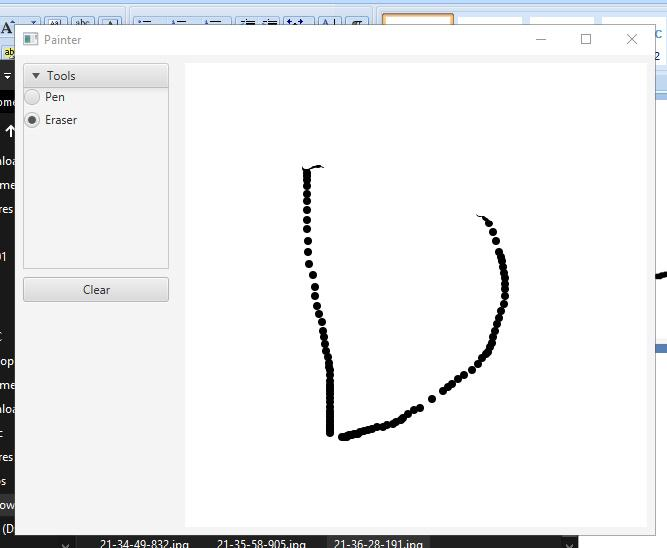 Painter
Tools
Pen
Eraser
Clear
21-34-49-832.jpg
21-35-58-905.jpg
21-36-28-191.jpg